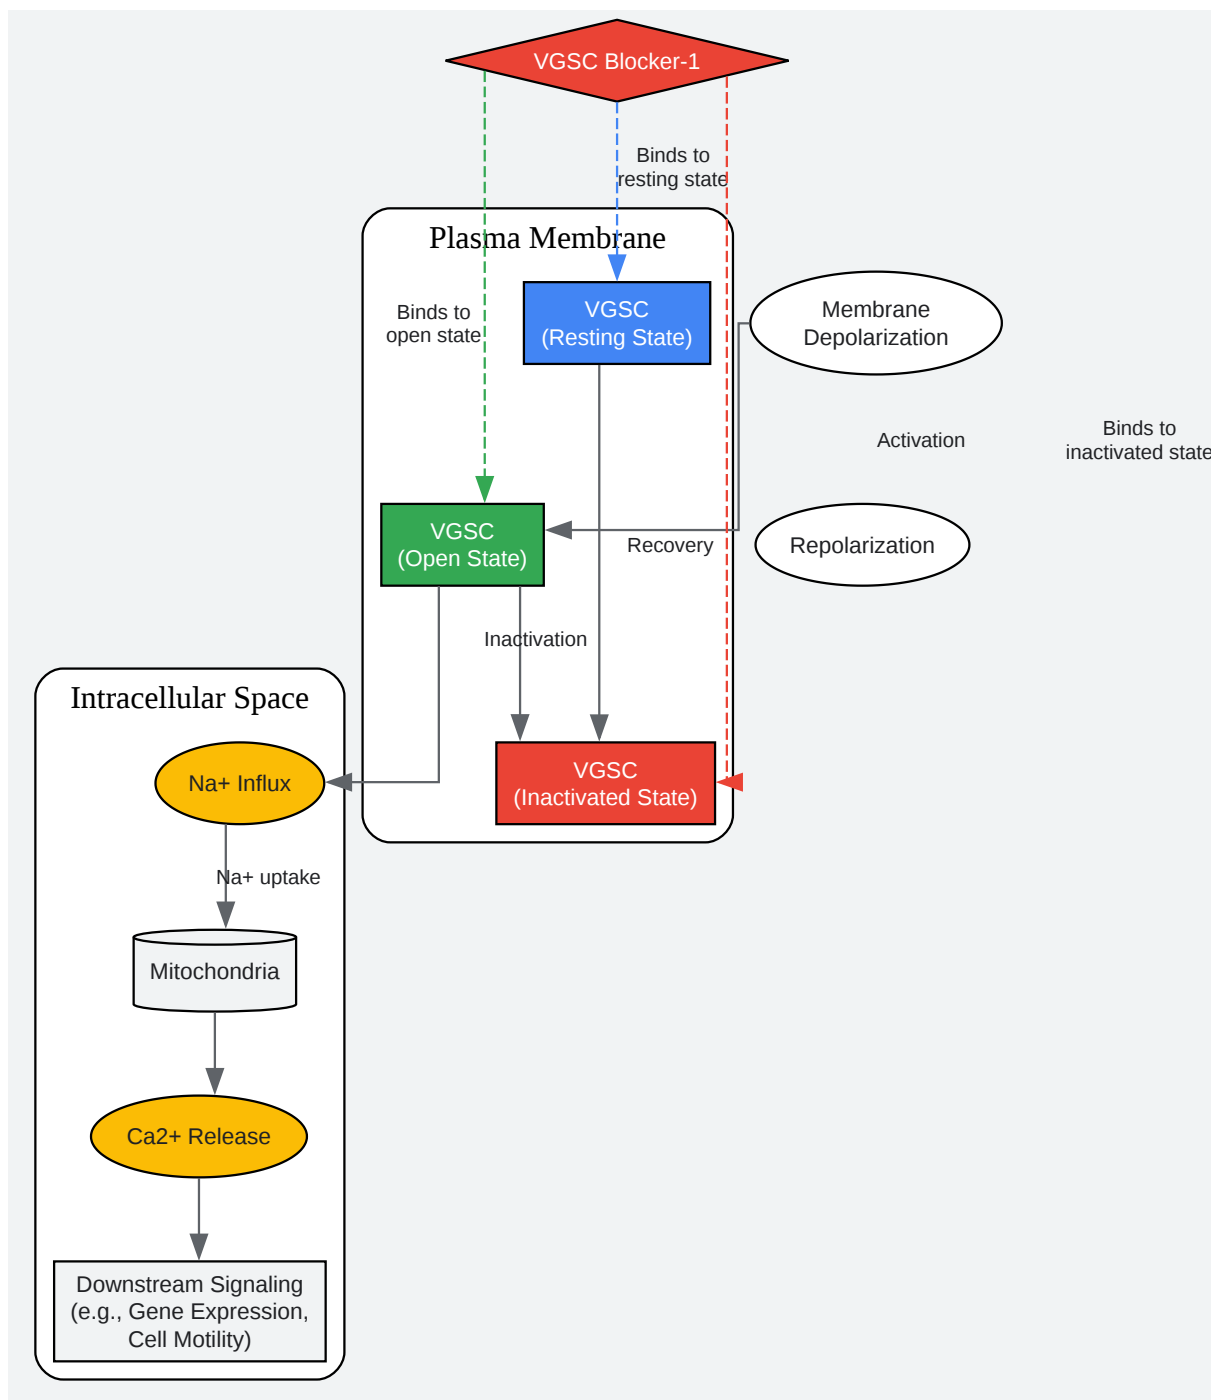 VGSC Blocker-1
Binds to
resting state
Plasma Membrane
VGSC
(Resting State)
Membrane
Depolarization
Binds to
open state
Activation
Binds to
inactivated state
VGSC
(Open State)
Recovery
Repolarization
Inactivation
Intracellular Space
Na+ Influx
VGSC
(Inactivated State)
Na+ uptake
Mitochondria
Ca2+ Release
Downstream Signaling
(e.g., Gene Expression,
Cell Motility)